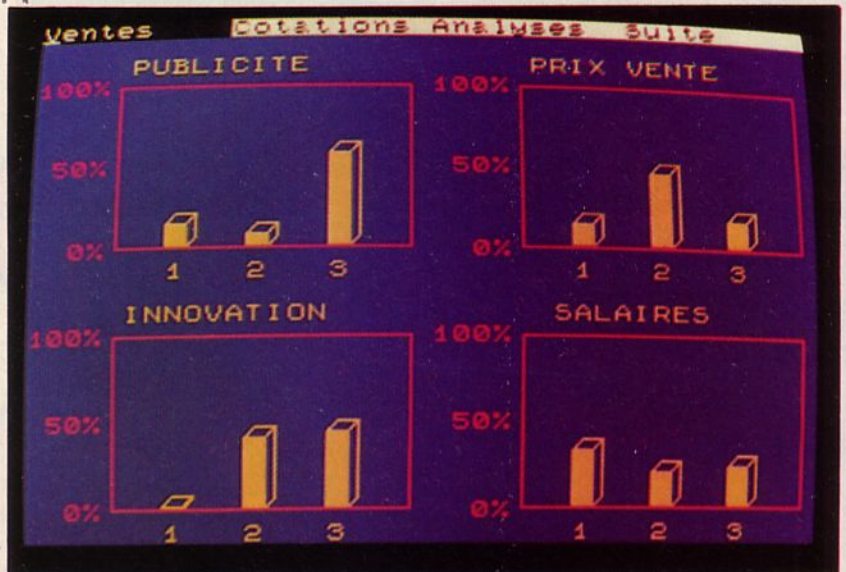 Ventes Cotations Analyses Suite
PUBLICITE
100%
50%
0%
1 2 3
PRIX VENTE
100%
50%
0%
1 2 3
INNOVATION
100%
50%
0%
1 2 3
SALAIRES
100%
50%
0%
1 2 3